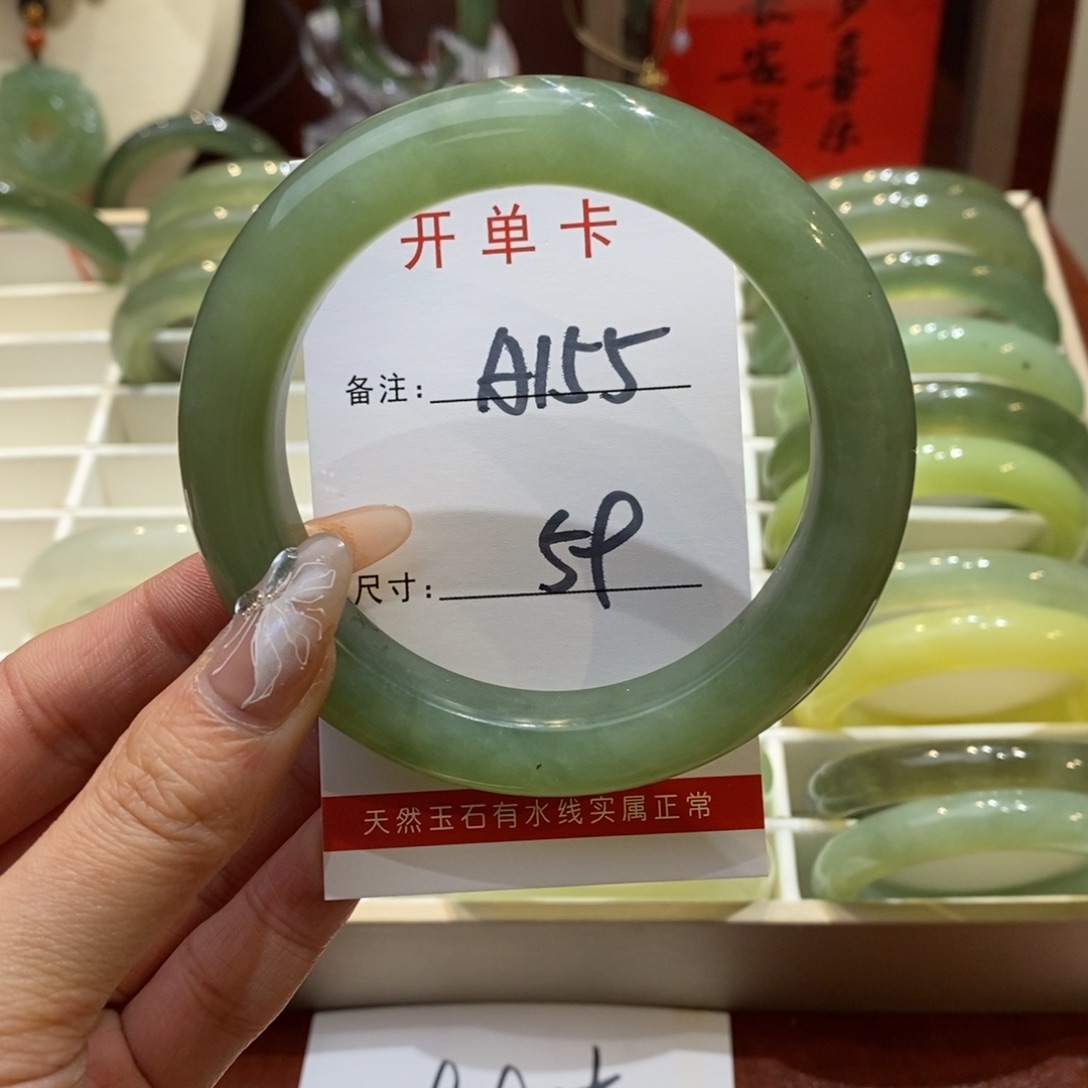 开单卡
备注: A155
尺寸: 59
天然玉石有水线实属正常